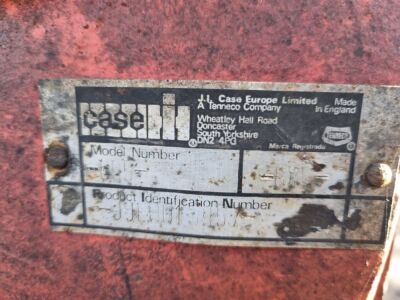 J.I. Case Europe Limited
A Tenneco Company
Made
in England
Wheatley Hall Road
Doncaster
South Yorkshire
DN2 4PG
case IH
TENNECO
Marca Registrada
Model Number
Product Identification Number